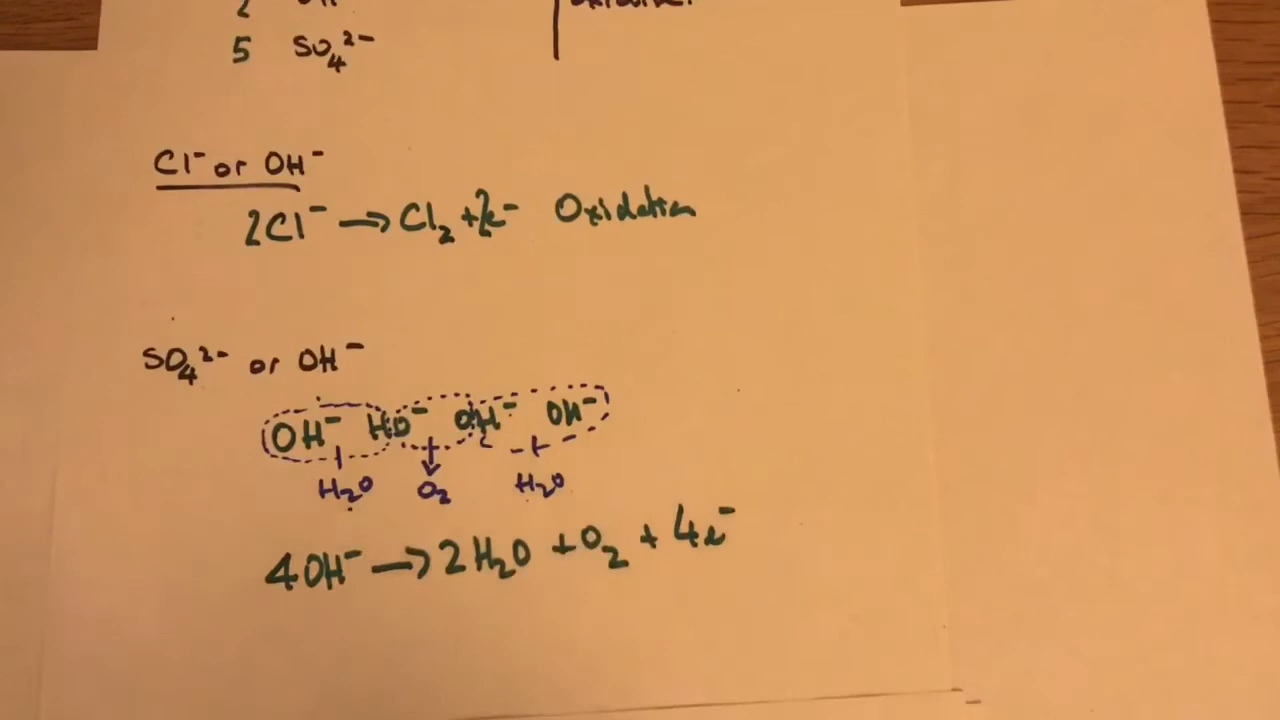 2
5 SO₄²⁻
Cl⁻ or OH⁻
2Cl⁻ → Cl₂ + 2e⁻ Oxidation
SO₄²⁻ or OH⁻
OH⁻ HO⁻ OH⁻ OH⁻
H₂O O₂ H₂O
4OH⁻ → 2H₂O + O₂ + 4e⁻